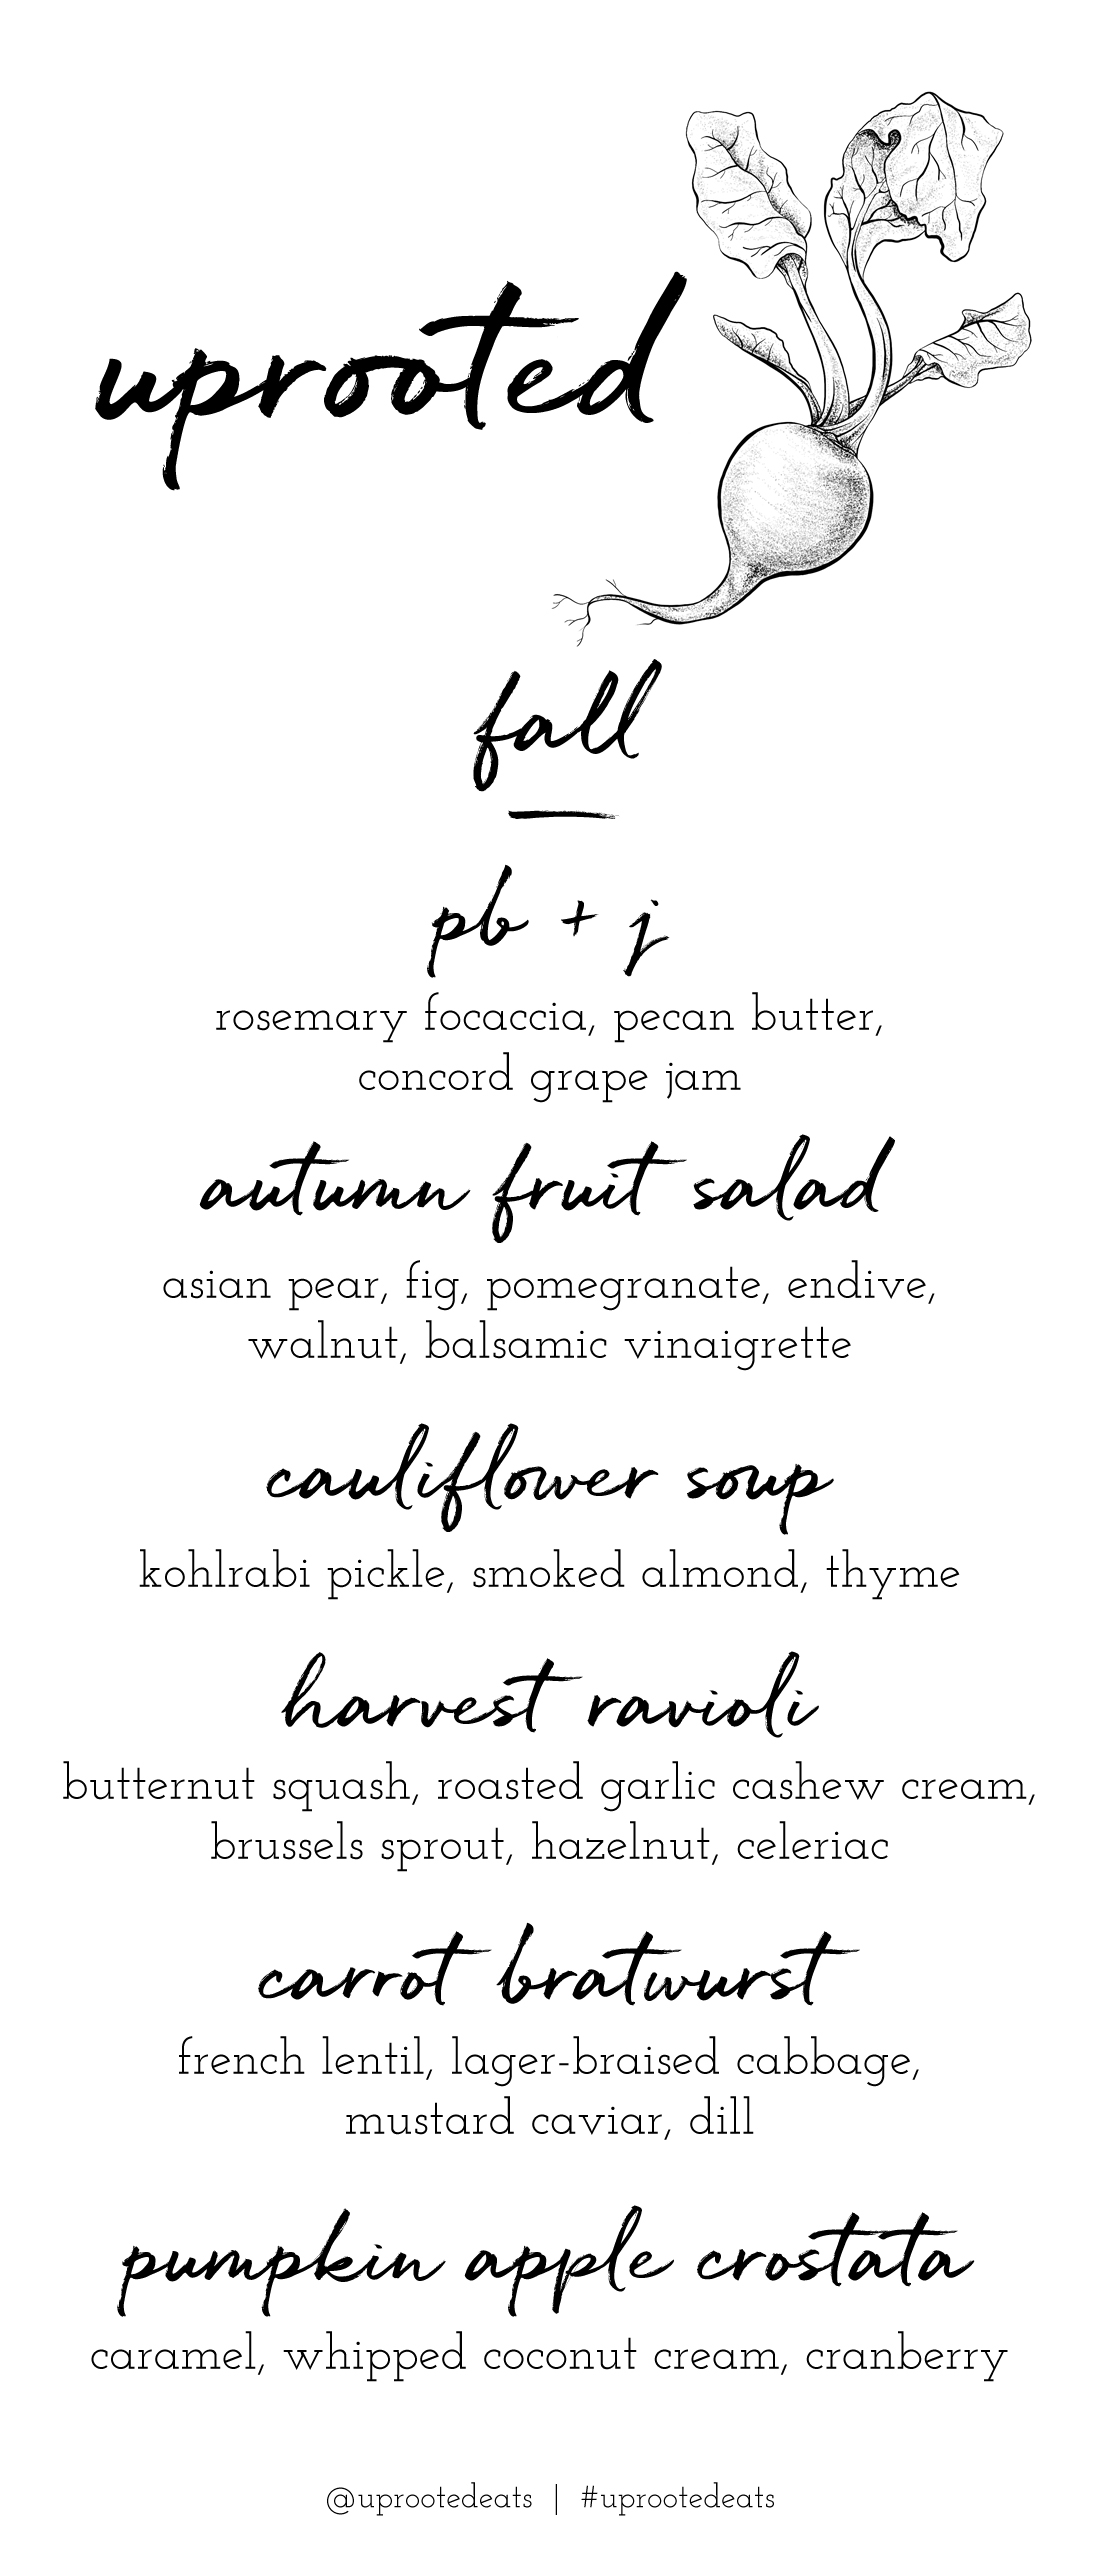 uprooted
fall
pb + j
rosemary focaccia, pecan butter,
concord grape jam
autumn fruit salad
asian pear, fig, pomegranate, endive,
walnut, balsamic vinaigrette
cauliflower soup
kohlrabi pickle, smoked almond, thyme
harvest ravioli
butternut squash, roasted garlic cashew cream,
brussels sprout, hazelnut, celeriac
carrot bratwurst
french lentil, lager-braised cabbage,
mustard caviar, dill
pumpkin apple crostata
caramel, whipped coconut cream, cranberry
@uprootedeats | #uprootedeats